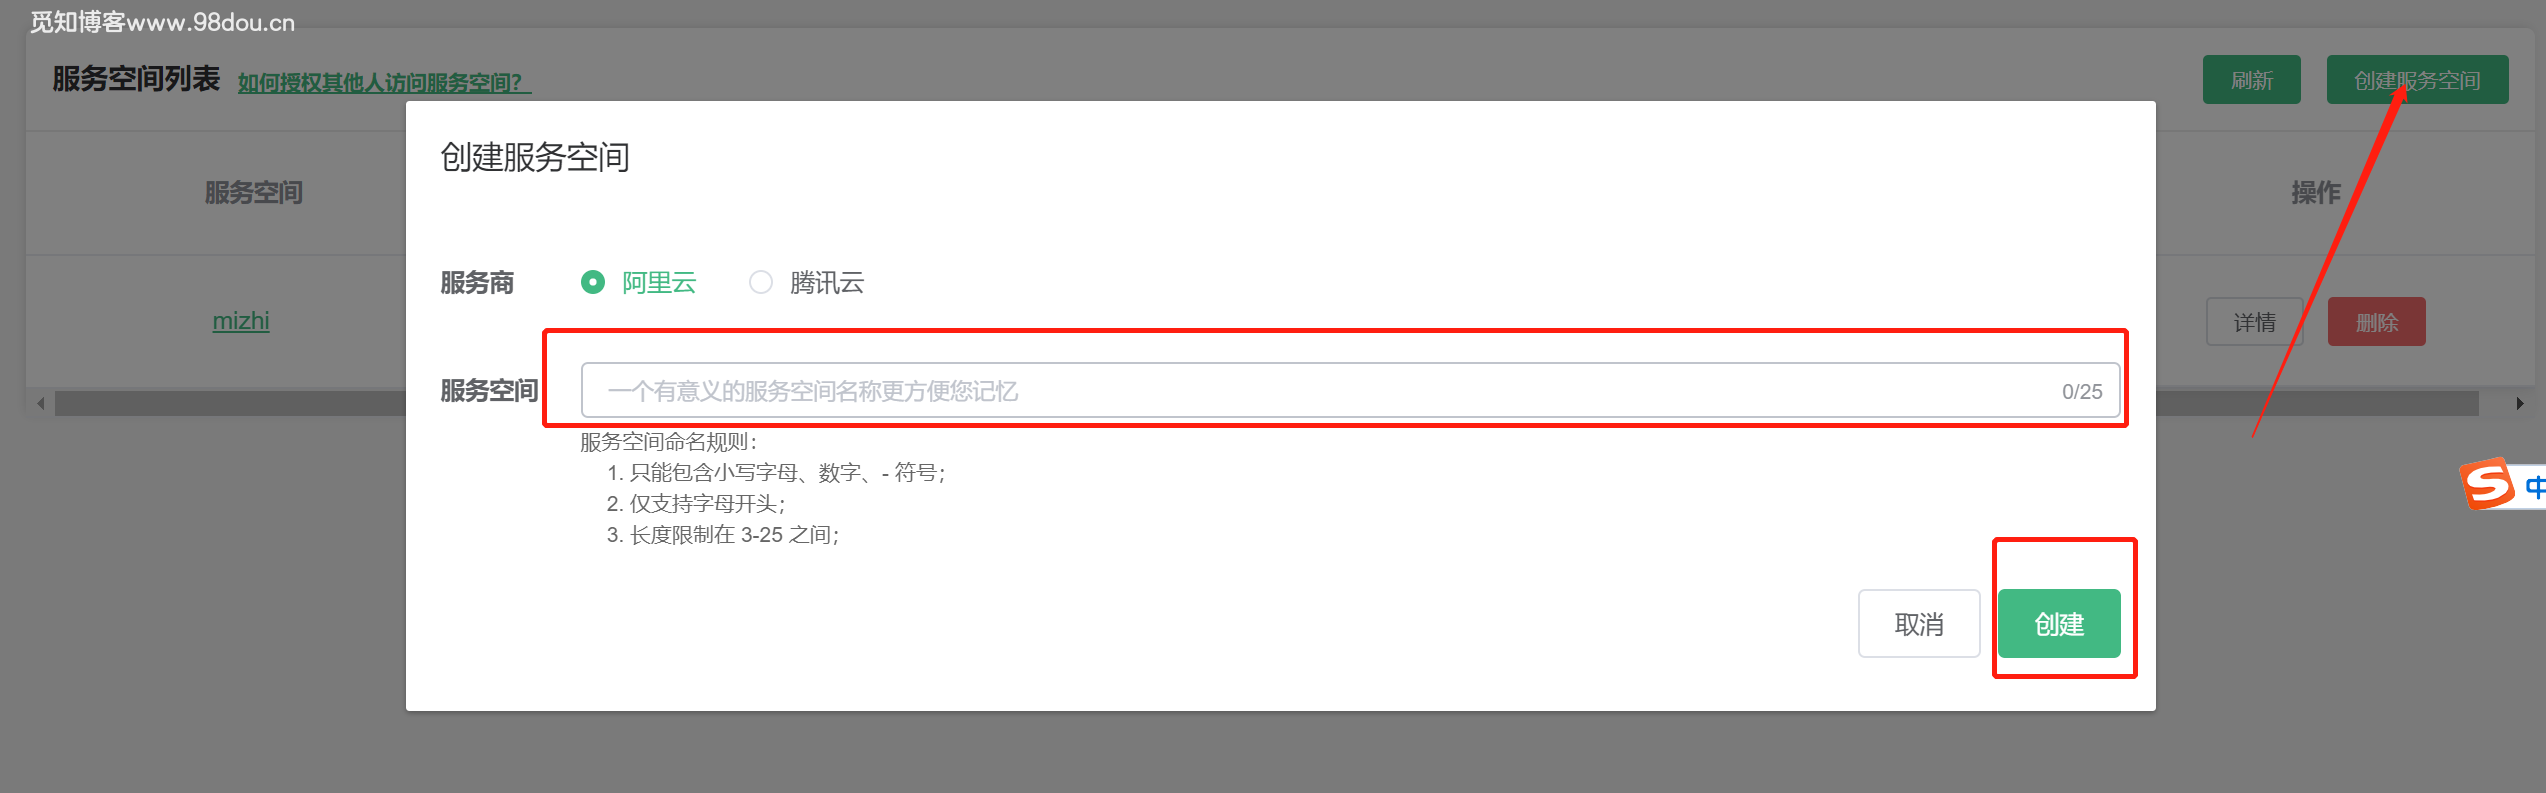 觅知博客www.98dou.cn
服务空间列表 如何授权其他人访问服务空间?
刷新 创建服务空间
创建服务空间
服务空间 操作
服务商 阿里云 腾讯云
mizhi 详情 删除
服务空间 一个有意义的服务空间名称更方便您记忆 0/25
服务空间命名规则：
1. 只能包含小写字母、数字、- 符号；
2. 仅支持字母开头；
3. 长度限制在 3-25 之间；
S 中
取消 创建